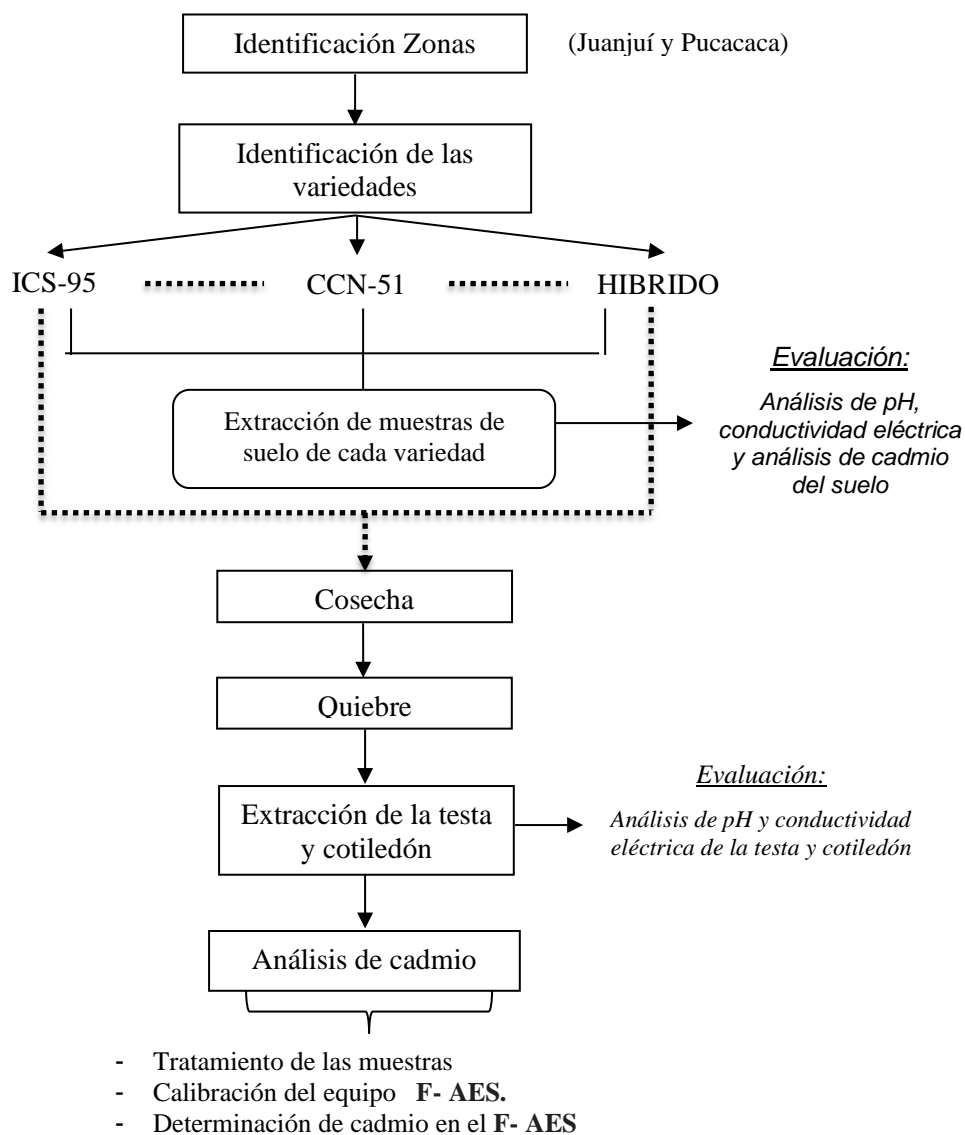 Identificación Zonas
(Juanjuí y Pucacaca)
Identificación de las
variedades
ICS-95
CCN-51
HIBRIDO
Extracción de muestras de
suelo de cada variedad
Evaluación:
Análisis de pH,
conductividad eléctrica
y análisis de cadmio
del suelo
Cosecha
Quiebre
Extracción de la testa
y cotiledón
Evaluación:
Análisis de pH y conductividad
eléctrica de la testa y cotiledón
Análisis de cadmio
- Tratamiento de las muestras
- Calibración del equipo F- AES.
- Determinación de cadmio en el F- AES